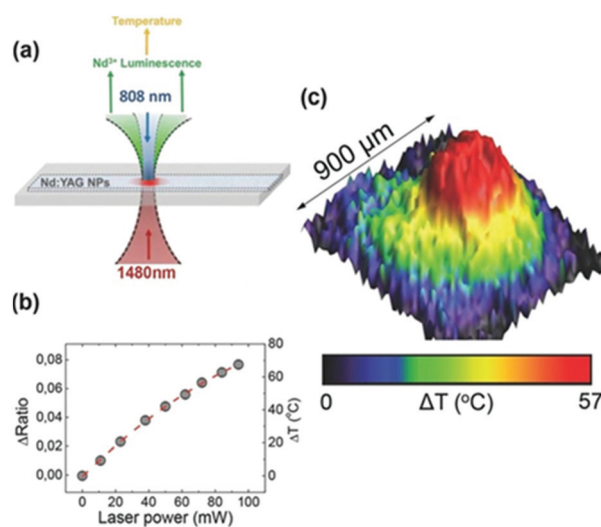 (a)
Temperature
Nd3+ Luminescence
808 nm
Nd:YAG NPs
1480nm
(b)
0,08
0,06
0,04
0,02
0,00
ΔRatio
80
60
40
20
0
ΔT (°C)
0 20 40 60 80 100
Laser power (mW)
(c)
900 μm
0 57
ΔT (°C)